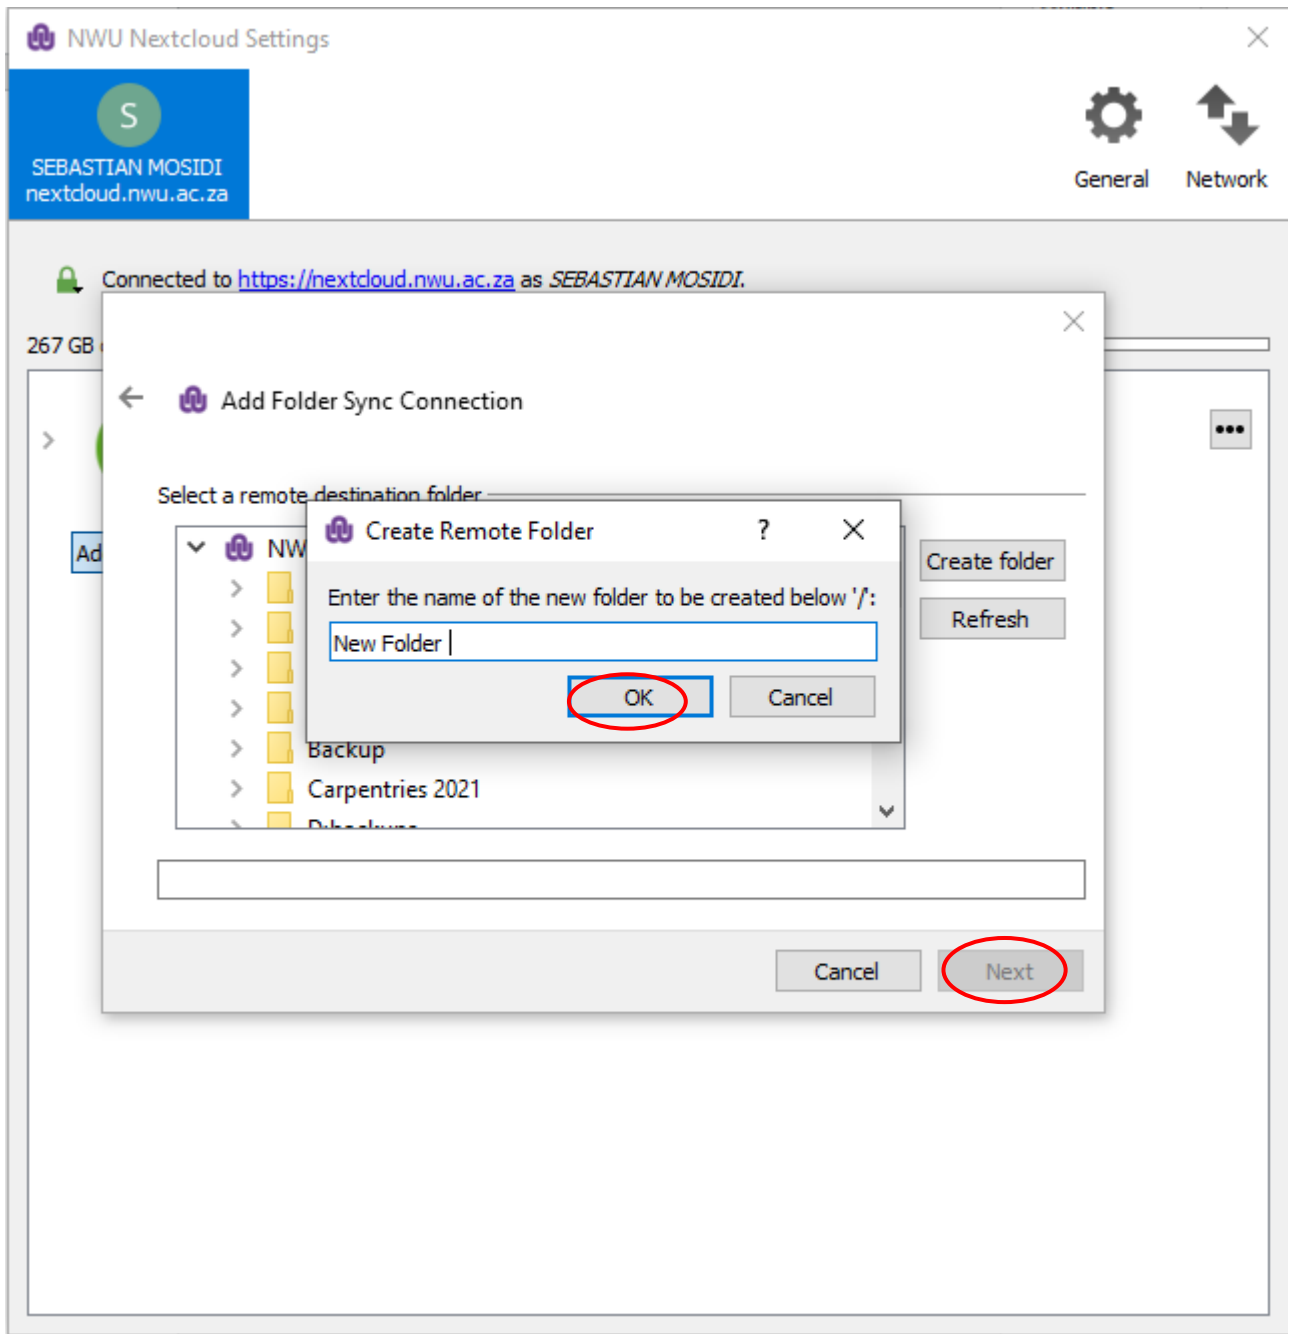 NWU Nextcloud Settings
S
SEBASTIAN MOSIDI
nextcloud.nwu.ac.za
General
Network
Connected to https://nextcloud.nwu.ac.za as SEBASTIAN MOSIDI.
267 GB
Add Folder Sync Connection
Select a remote destination folder
Ad
NW
Create Remote Folder
?
Enter the name of the new folder to be created below '/':
New Folder
OK
Cancel
Create folder
Refresh
Backup
Carpentries 2021
Cancel
Next